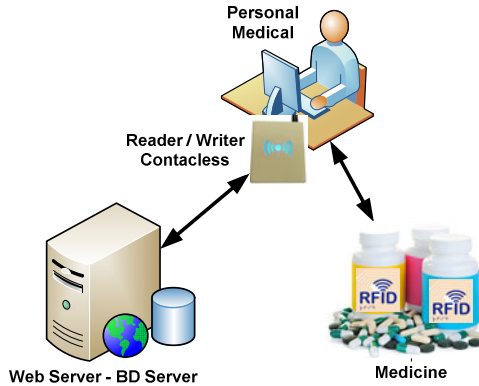 Personal
Medical
Reader / Writer
Contacless
RFID
RFID
Web Server - BD Server
Medicine